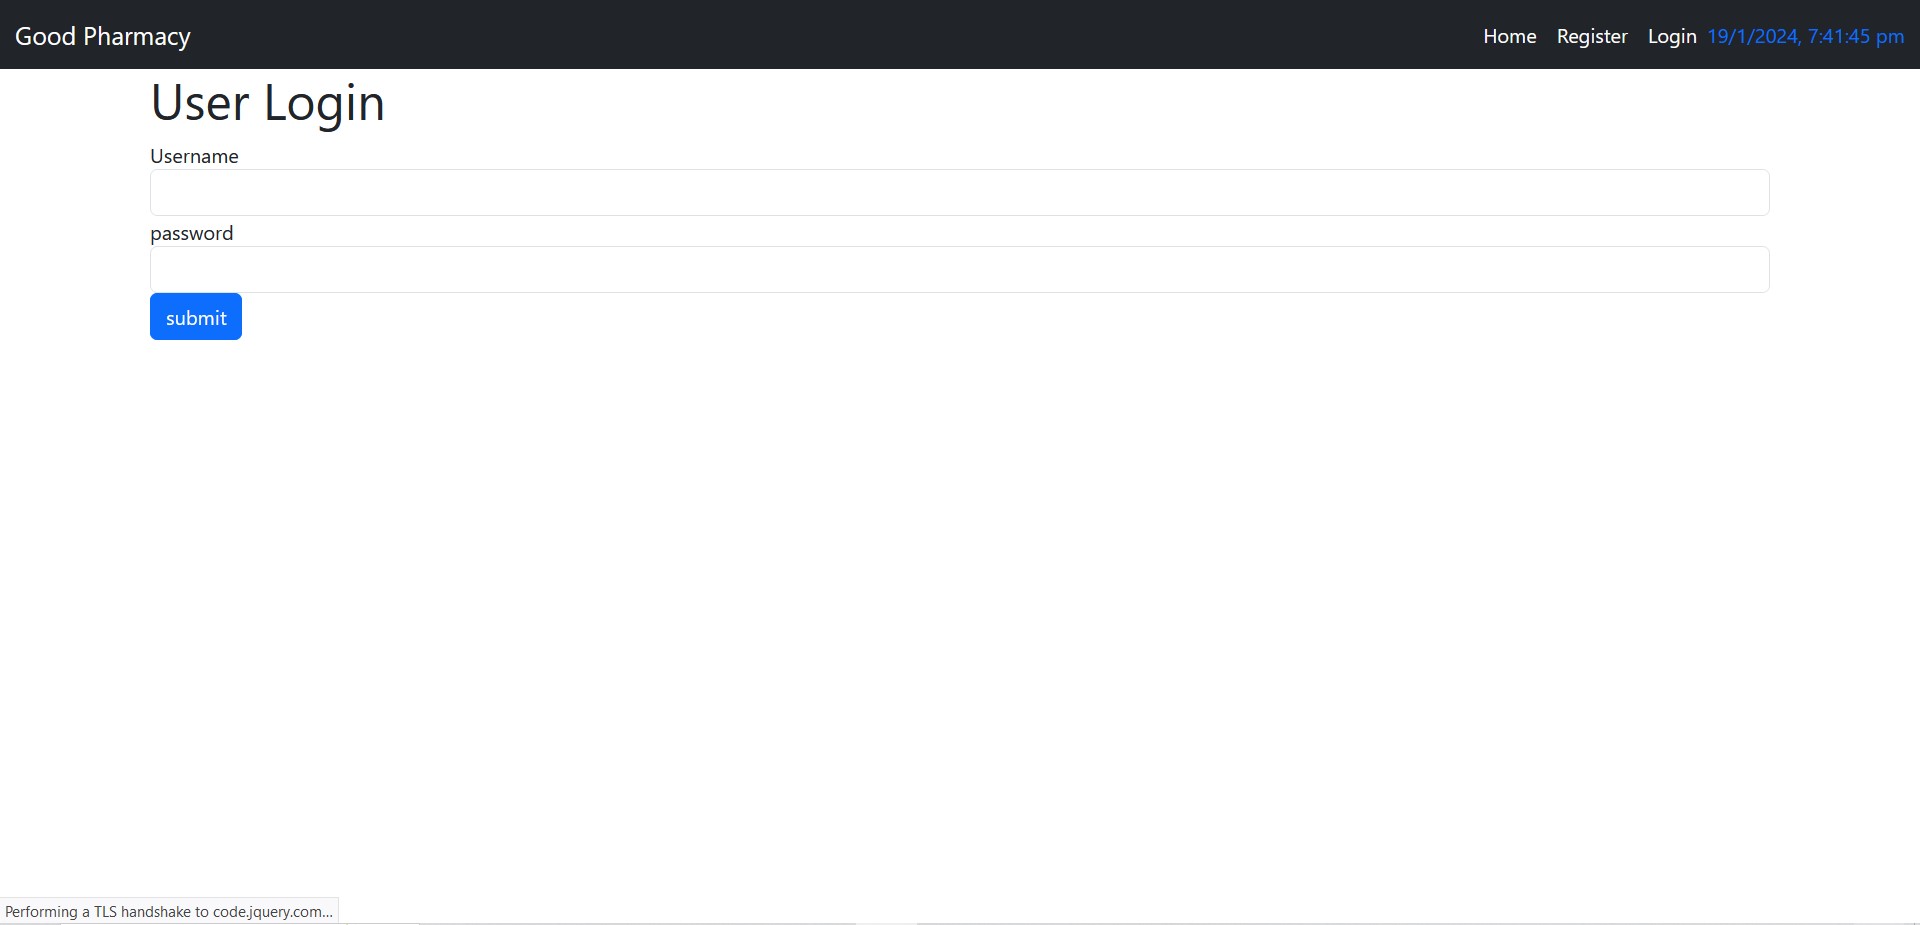 Good Pharmacy
Home Register Login 19/1/2024, 7:41:45 pm
User Login
Username
password
submit
Performing a TLS handshake to code.jquery.com...